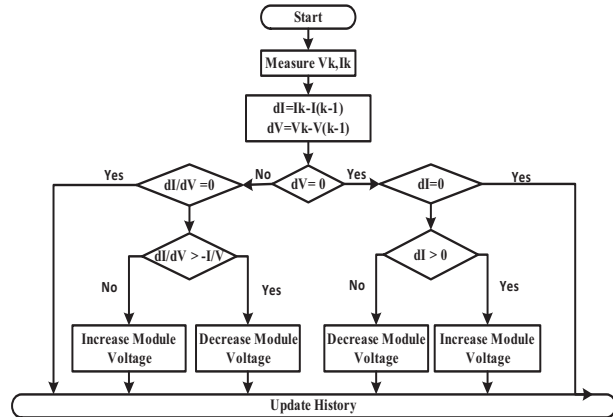 Start
Measure Vk,Ik
dI=Ik-I(k-1)
dV=Vk-V(k-1)
Yes
dI/dV =0
No
dV= 0
Yes
dI=0
Yes
dI/dV > -I/V
dI > 0
No
Yes
No
Yes
Increase Module
Voltage
Decrease Module
Voltage
Decrease Module
Voltage
Increase Module
Voltage
Update History